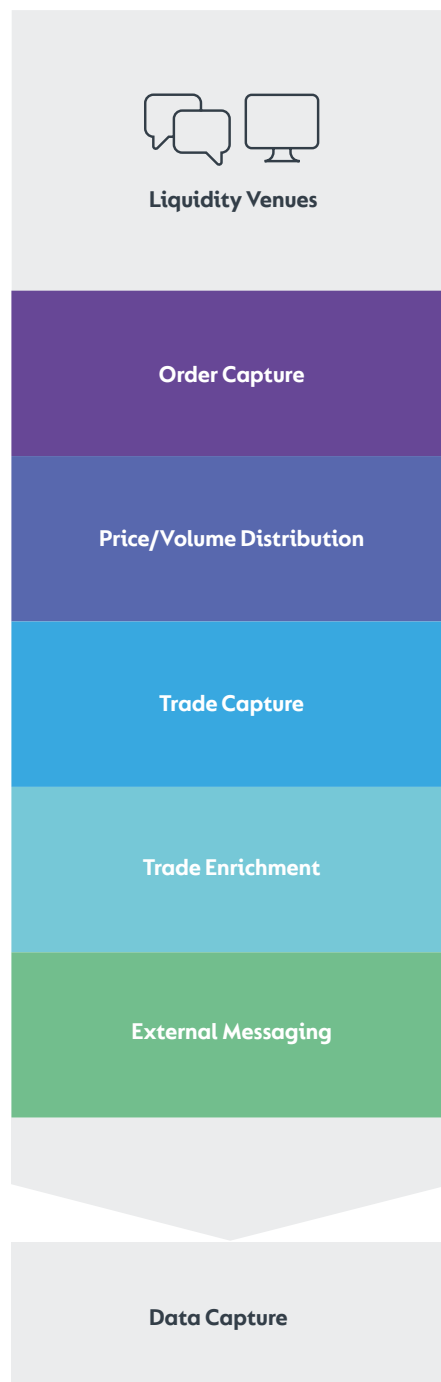 Liquidity Venues
Order Capture
Price/Volume Distribution
Trade Capture
Trade Enrichment
External Messaging
Data Capture